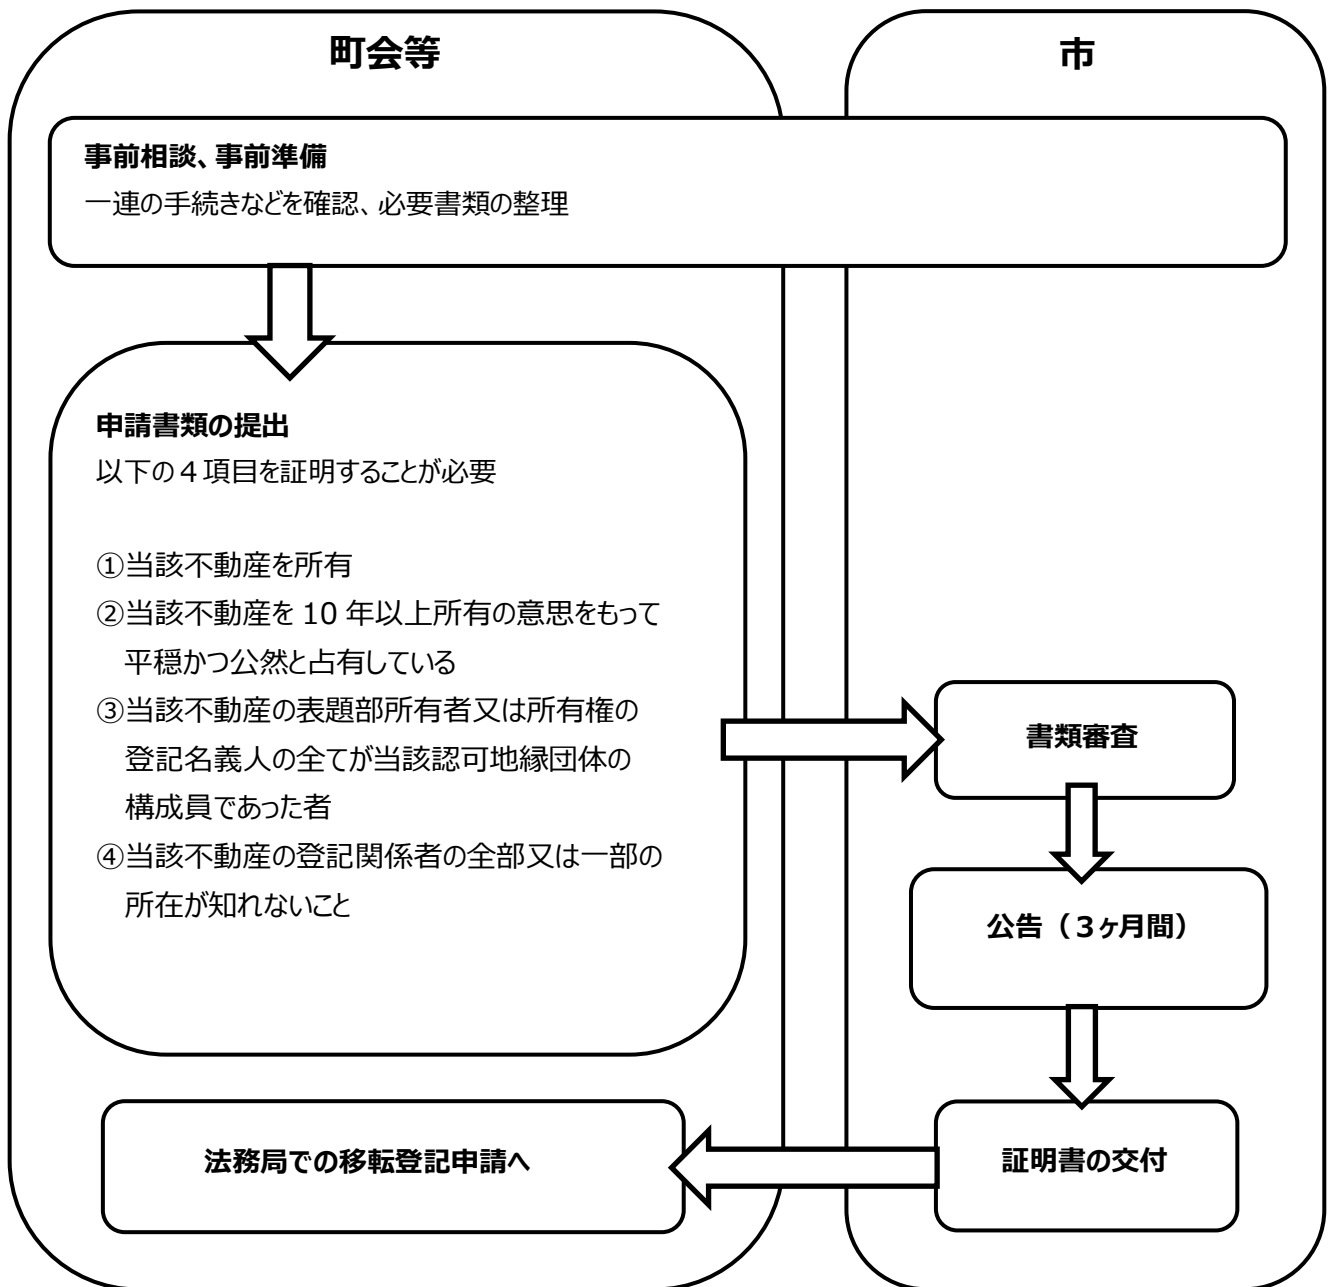 町会等
市
事前相談、事前準備
一連の手続きなどを確認、必要書類の整理
申請書類の提出
以下の4項目を証明することが必要
①当該不動産を所有
②当該不動産を 10 年以上所有の意思をもって
平穏かつ公然と占有している
③当該不動産の表題部所有者又は所有権の
登記名義人の全てが当該認可地縁団体の
構成員であった者
④当該不動産の登記関係者の全部又は一部の
所在が知れないこと
書類審査
公告（3ヶ月間）
証明書の交付
法務局での移転登記申請へ